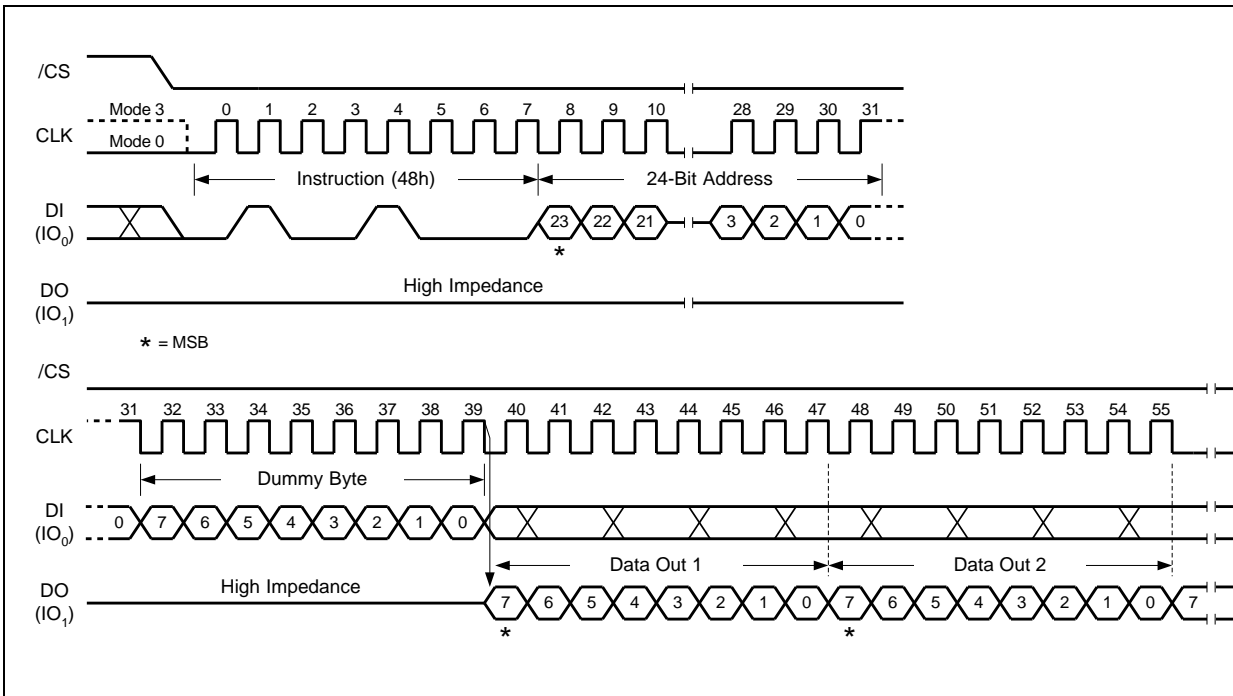 /CS
Mode 3 0 1 2 3 4 5 6 7 8 9 10 28 29 30 31
CLK
Mode 0
Instruction (48h) 24-Bit Address
DI
(IO0)
23 22 21 3 2 1 0
*
High Impedance
DO
(IO1)
* = MSB
/CS
31 32 33 34 35 36 37 38 39 40 41 42 43 44 45 46 47 48 49 50 51 52 53 54 55
CLK
Dummy Byte
DI
(IO0)
0 7 6 5 4 3 2 1 0
Data Out 1 Data Out 2
High Impedance
DO
(IO1)
7 6 5 4 3 2 1 0 7 6 5 4 3 2 1 0 7
* *